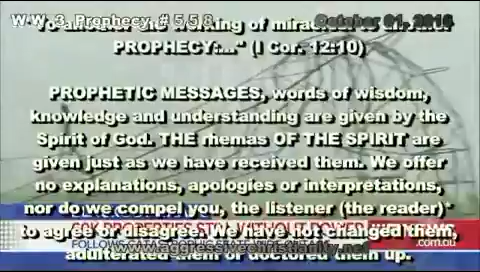 W.W. 3. Prophecy. # 5 5 8
October 01, 2016
PROPHECY:..." (I Cor. 12:10)
PROPHETIC MESSAGES, words of wisdom,
knowledge and understanding are given by the
Spirit of God. THE rhemas OF THE SPIRIT are
given just as we have received them. We offer
no explanations, apologies or interpretations,
nor do we compel you, the listener (the reader)*
to agree or disagree. We have not changed them,
adulterated them or doctored them up.
www.aggressivechristianity.net
.com.au